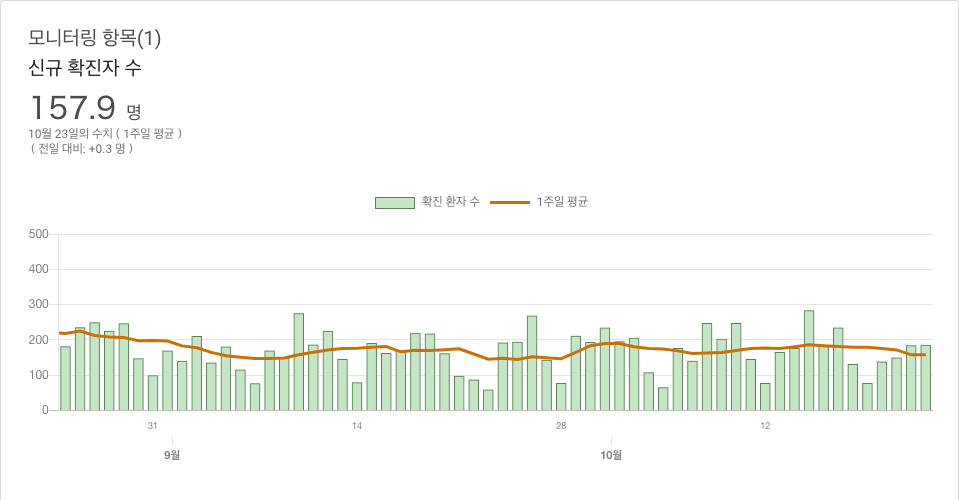 모니터링 항목(1)
신규 확진자 수
157.9 명
10월 23일의 수치 ( 1주일 평균 )
( 전일 대비: +0.3 명 )
확진 환자 수 1주일 평균
500
400
300
200
100
0
31 14 28 12
9월 10월